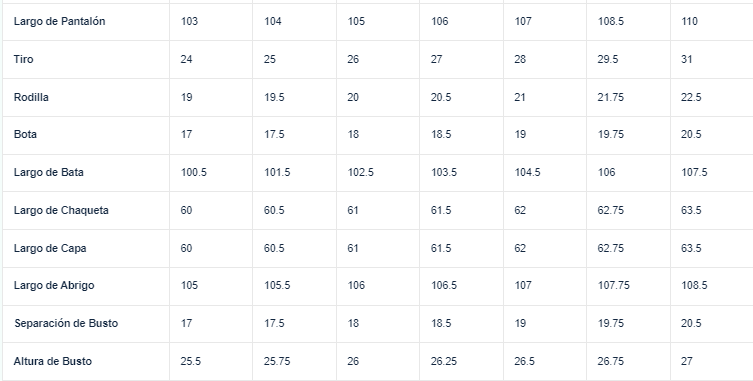 Largo de Pantalón 103 104 105 106 107 108.5 110
Tiro 24 25 26 27 28 29.5 31
Rodilla 19 19.5 20 20.5 21 21.75 22.5
Bota 17 17.5 18 18.5 19 19.75 20.5
Largo de Bata 100.5 101.5 102.5 103.5 104.5 106 107.5
Largo de Chaqueta 60 60.5 61 61.5 62 62.75 63.5
Largo de Capa 60 60.5 61 61.5 62 62.75 63.5
Largo de Abrigo 105 105.5 106 106.5 107 107.75 108.5
Separación de Busto 17 17.5 18 18.5 19 19.75 20.5
Altura de Busto 25.5 25.75 26 26.25 26.5 26.75 27